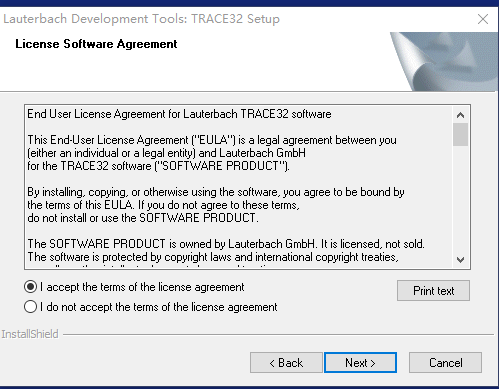 Lauterbach Development Tools: TRACE32 Setup
License Software Agreement
End User License Agreement for Lauterbach TRACE32 software
This End-User License Agreement ("EULA") is a legal agreement between you
(either an individual or a legal entity) and Lauterbach GmbH
for the TRACE32 software ("SOFTWARE PRODUCT").
By installing, copying, or otherwise using the software, you agree to be bound by
the terms of this EULA. If you do not agree to these terms,
do not install or use the SOFTWARE PRODUCT.
The SOFTWARE PRODUCT is owned by Lauterbach GmbH. It is licensed, not sold.
The software is protected by copyright laws and international copyright treaties,
I accept the terms of the license agreement
Print text
I do not accept the terms of the license agreement
InstallShield
< Back
Next >
Cancel